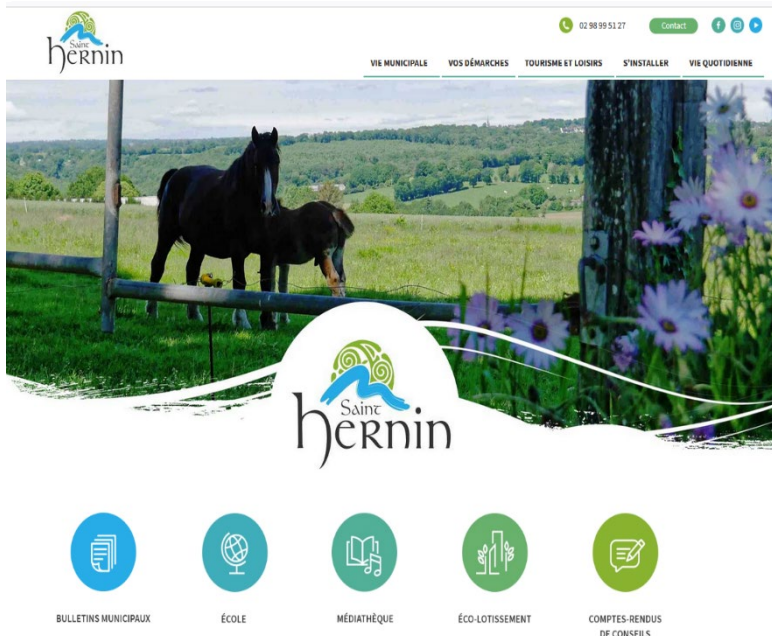 Saint
hernin
02 98 99 51 27
Contact
VIE MUNICIPALE
VOS DÉMARCHES
TOURISME ET LOISIRS
S'INSTALLER
VIE QUOTIDIENNE
Saint
hernin
BULLETINS MUNICIPAUX
ÉCOLE
MÉDIATHÈQUE
ÉCO-LOTISSEMENT
COMPTES-RENDUS
DE CONSEILS